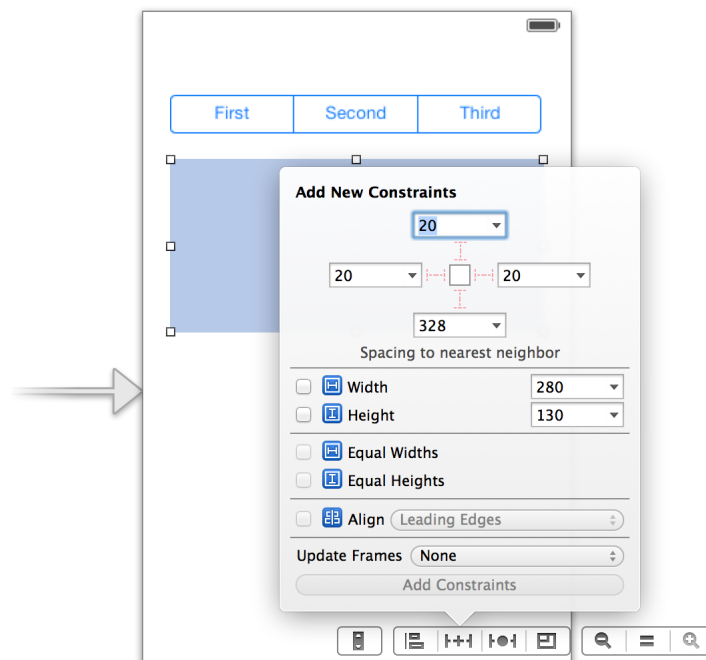 First Second Third
Add New Constraints
20
20 20
328
Spacing to nearest neighbor
Width 280
Height 130
Equal Widths
Equal Heights
Align Leading Edges
Update Frames None
Add Constraints